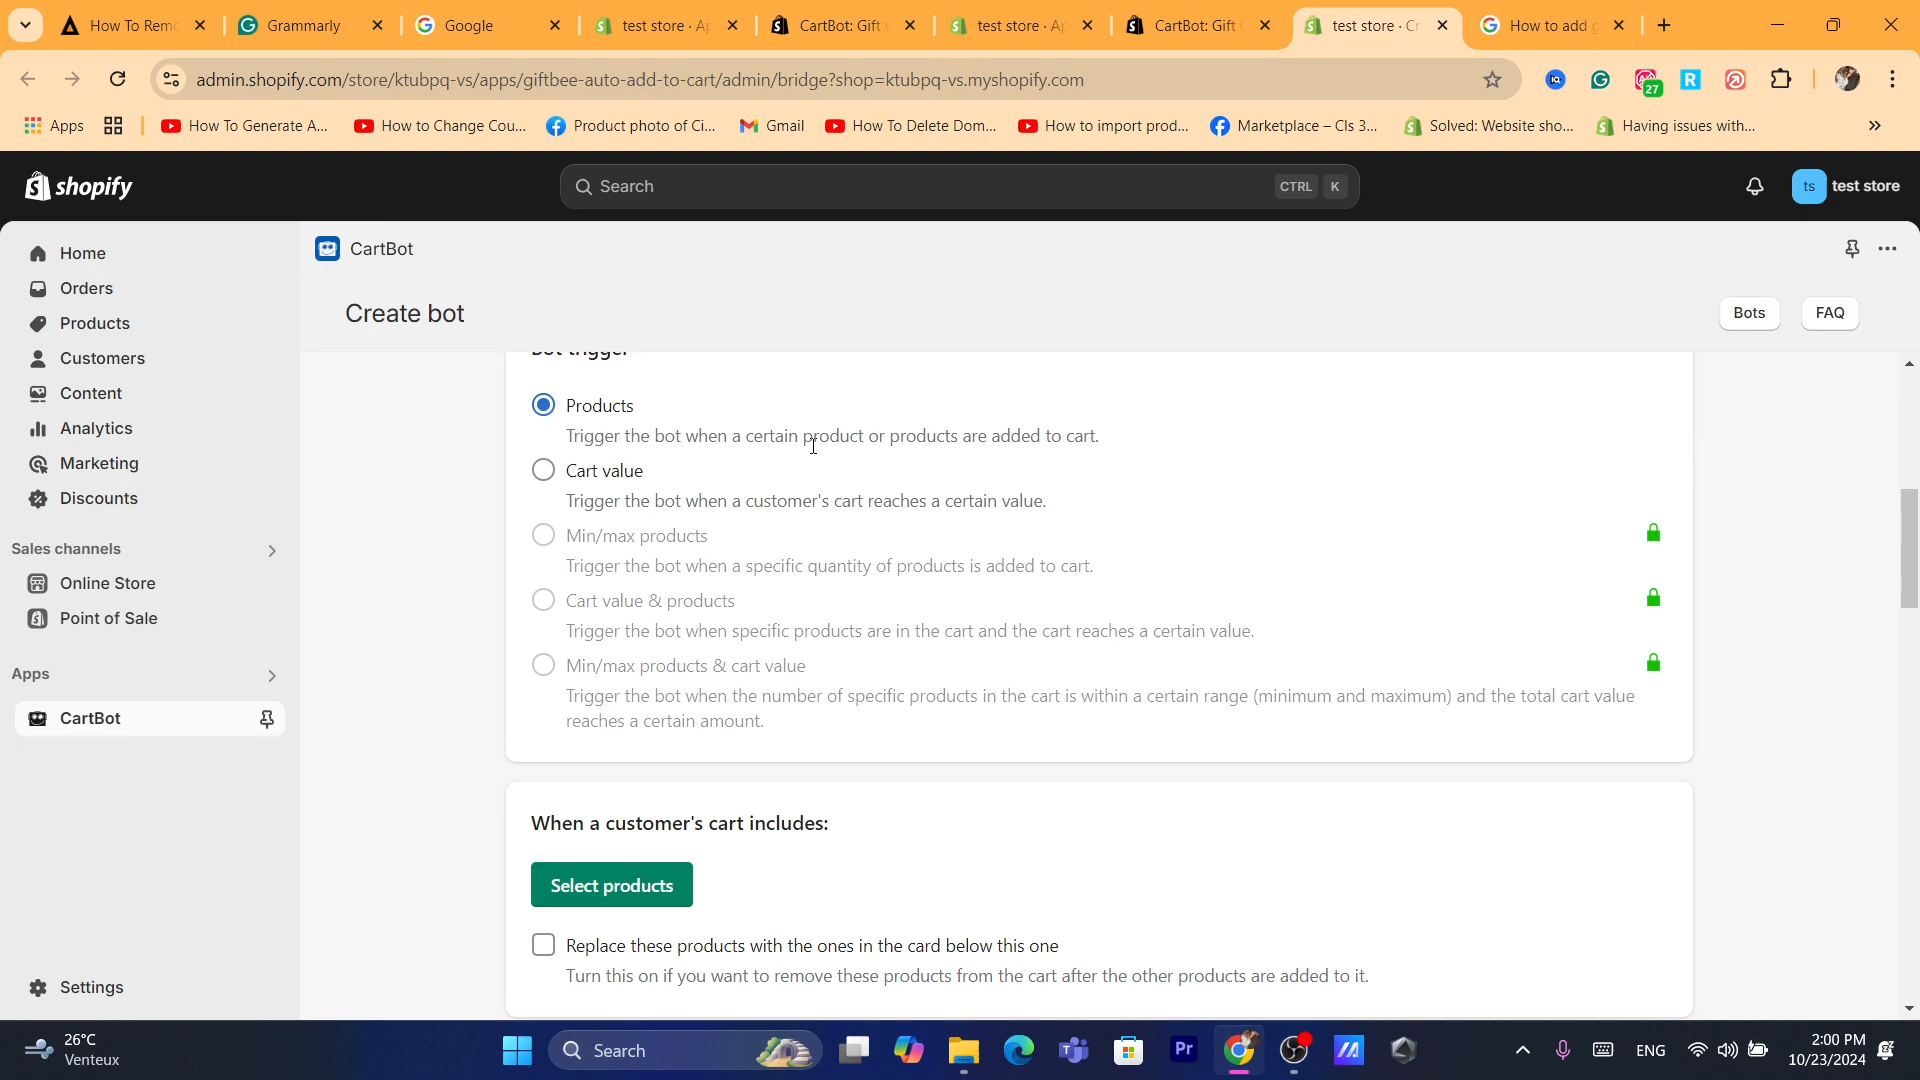 How To Remo
Grammarly
Google
test store · Ap
CartBot: Gift w
test store · Ap
CartBot: Gift w
test store · Cr
How to add g
admin.shopify.com/store/ktubpq-vs/apps/giftbee-auto-add-to-cart/admin/bridge?shop=ktubpq-vs.myshopify.com
27
Apps
How To Generate A...
How to Change Cou...
Product photo of Ci...
Gmail
How To Delete Dom...
How to import prod...
Marketplace – Cls 3...
Solved: Website sho...
Having issues with...
shopify
Search
CTRL K
ts
test store
Home
Orders
Products
Customers
Content
Analytics
Marketing
Discounts
Sales channels
Online Store
Point of Sale
Apps
CartBot
Settings
CartBot
Create bot
Bots
FAQ
Bot trigger
Products
Trigger the bot when a certain product or products are added to cart.
Cart value
Trigger the bot when a customer's cart reaches a certain value.
Min/max products
Trigger the bot when a specific quantity of products is added to cart.
Cart value & products
Trigger the bot when specific products are in the cart and the cart reaches a certain value.
Min/max products & cart value
Trigger the bot when the number of specific products in the cart is within a certain range (minimum and maximum) and the total cart value
reaches a certain amount.
When a customer's cart includes:
Select products
Replace these products with the ones in the card below this one
Turn this on if you want to remove these products from the cart after the other products are added to it.
26°C
Venteux
Search
Pr
ENG
2:00 PM
10/23/2024